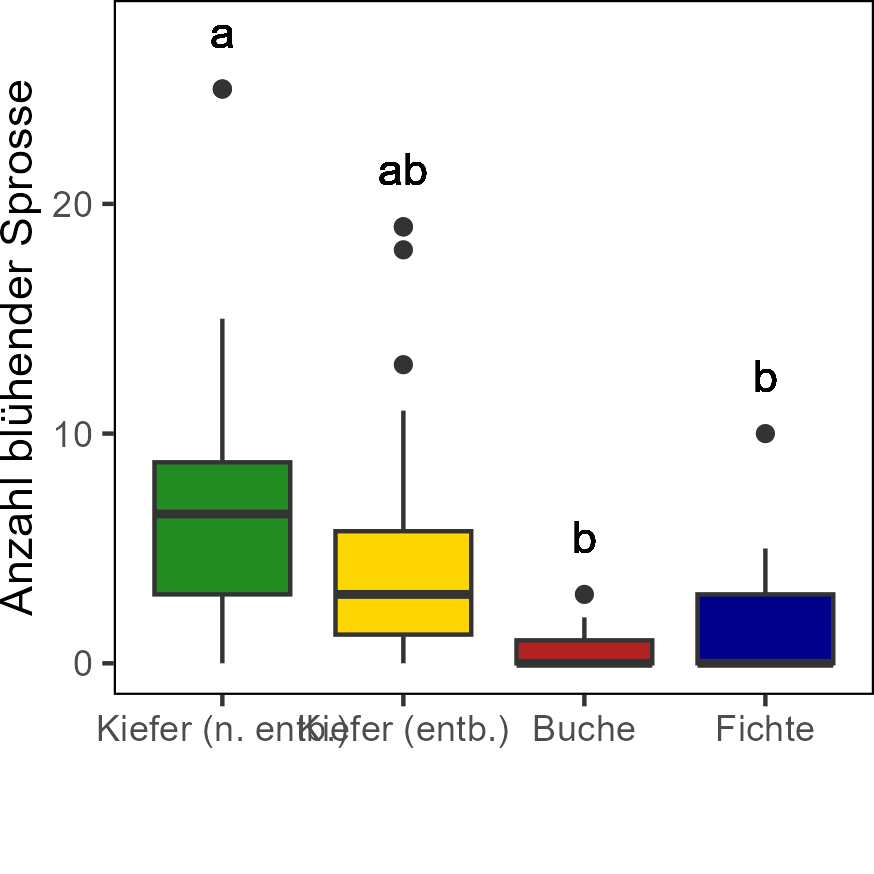 a
ab
b
b
Anzahl blühender Sprosse
20
10
0
Kiefer (n. entb.)
Kiefer (entb.)
Buche
Fichte